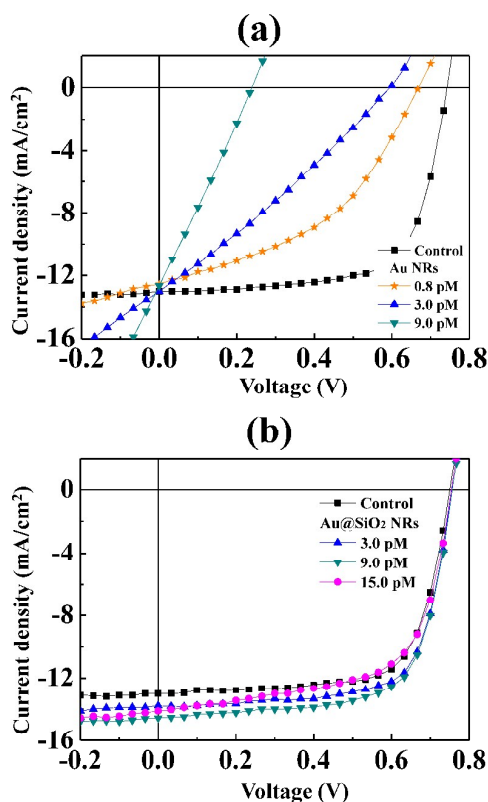 (a)
Current density (mA/cm²)
0
-4
-8
-12
-16
Control
Au NRs
0.8 pM
3.0 pM
9.0 pM
-0.2 0.0 0.2 0.4 0.6 0.8
Voltage (V)
(b)
Current density (mA/cm²)
0
-4
-8
-12
-16
Control
Au@SiO₂ NRs
3.0 pM
9.0 pM
15.0 pM
-0.2 0.0 0.2 0.4 0.6 0.8
Voltage (V)